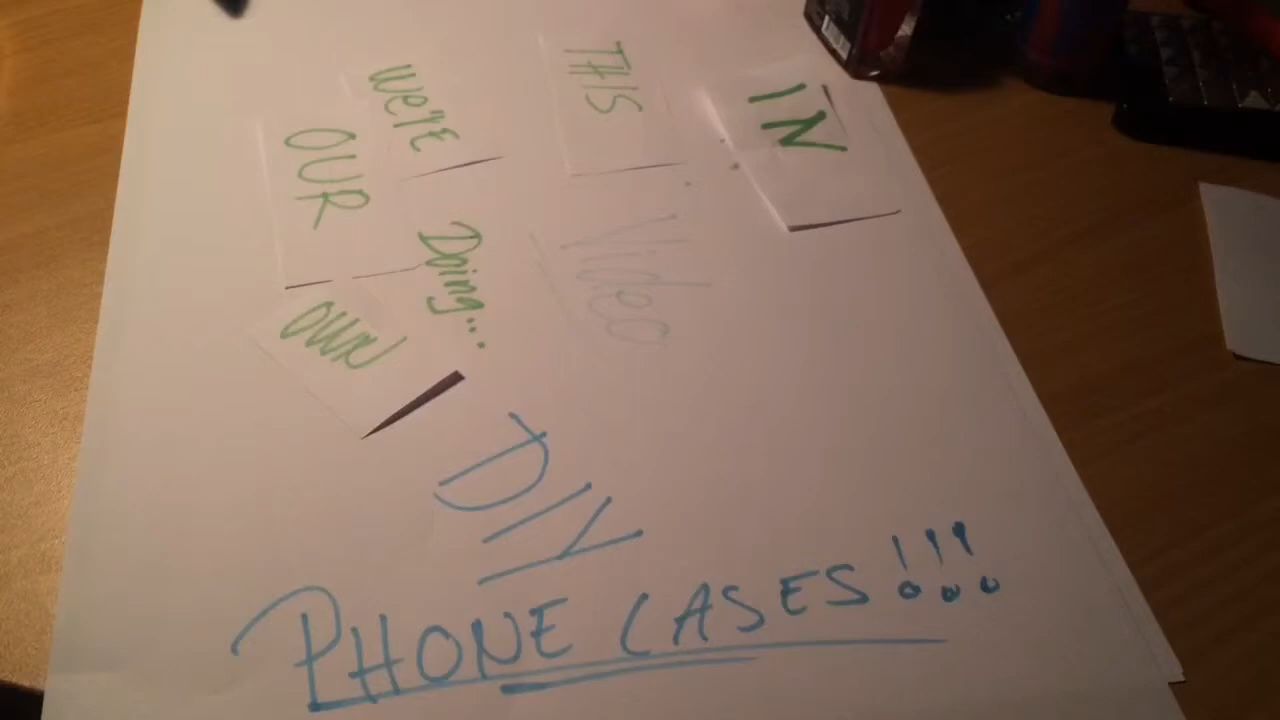 IN
THIS
Video
We're
Doing...
OUR
OWN
DIY
PHONE CASES!!!